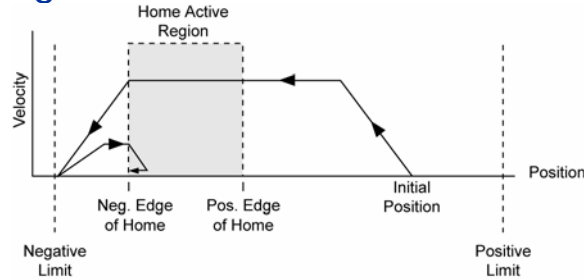 Home Active
Region
Velocity
Position
Initial
Position
Neg. Edge
of Home
Pos. Edge
of Home
Negative
Limit
Positive
Limit